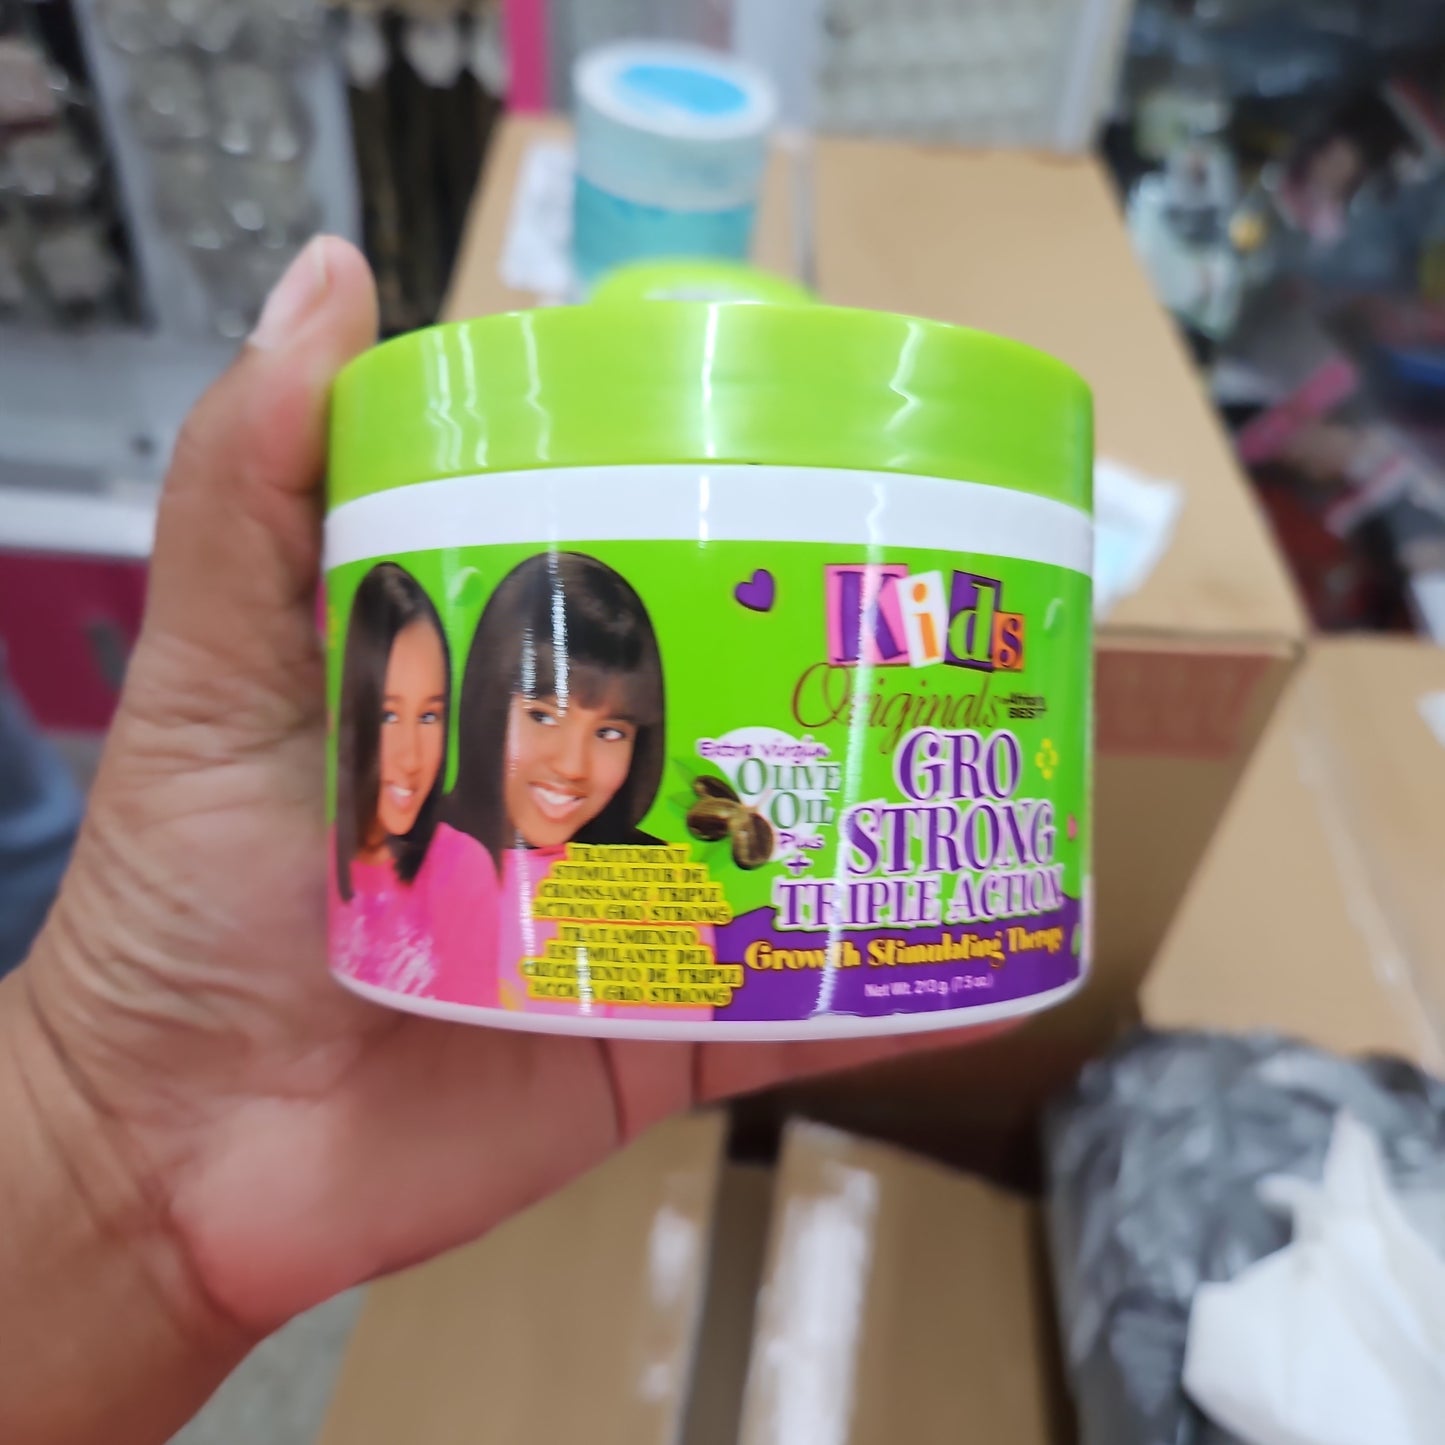 Kids
Originals
by Africa's
BEST
Extra Virgin
OLIVE
OIL
Plus
+
GRO
STRONG
TRIPLE ACTION
Growth Stimulating Therapy
Net Wt. 213 g. (7.5 oz.)
TRAITEMENT
STIMULATEUR DE
CROISSANCE TRIPLE
ACTION GRO STRONG
TRATAMIENTO
ESTIMULANTE DEL
CRECIMIENTO DE TRIPLE
ACCION GRO STRONG